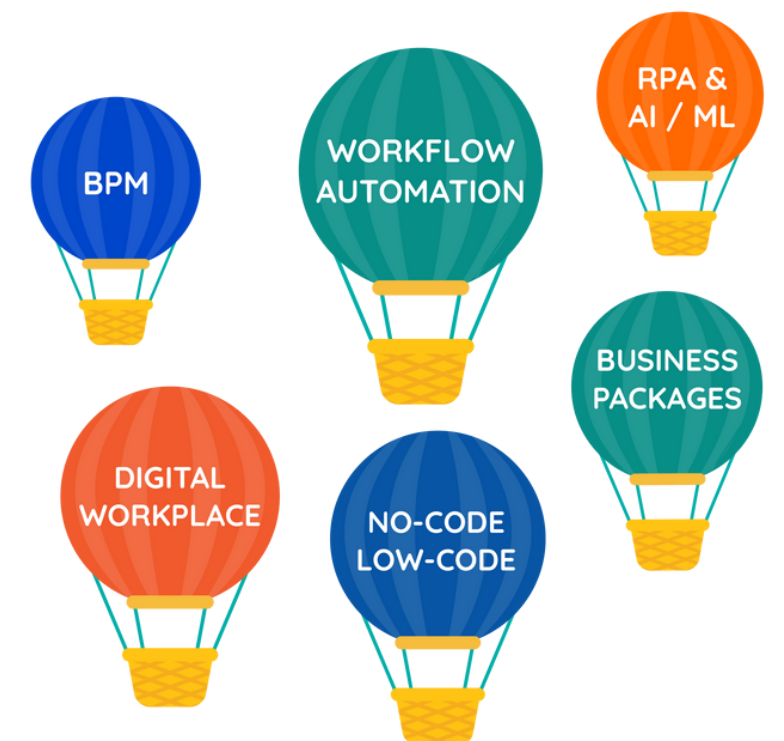 BPM
WORKFLOW
AUTOMATION
RPA &
AI / ML
BUSINESS
PACKAGES
DIGITAL
WORKPLACE
NO-CODE
LOW-CODE